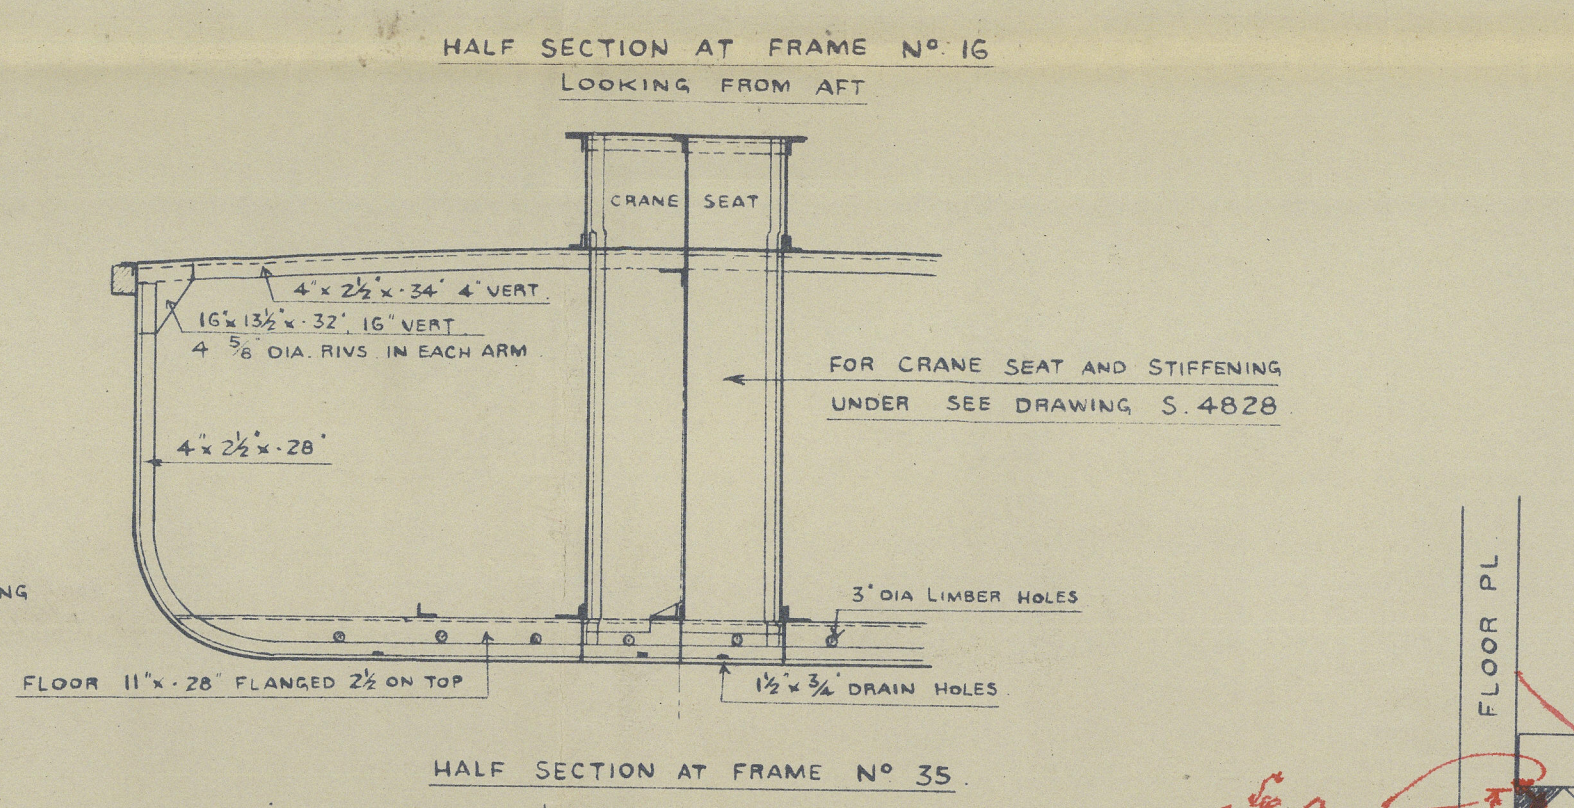 HALF SECTION AT FRAME Nº 16
LOOKING FROM AFT
CRANE SEAT
4" x 2½" x ·34" 4" VERT.
16" x 13½" x ·32", 16" VERT
4 ⅝" DIA. RIVS IN EACH ARM
FOR CRANE SEAT AND STIFFENING
UNDER SEE DRAWING S. 4828
4" x 2½" x ·28"
NG
3" DIA LIMBER HOLES
FLOOR PL
FLOOR 11" x ·28" FLANGED 2½ ON TOP
1½" x ¾" DRAIN HOLES
HALF SECTION AT FRAME Nº 35